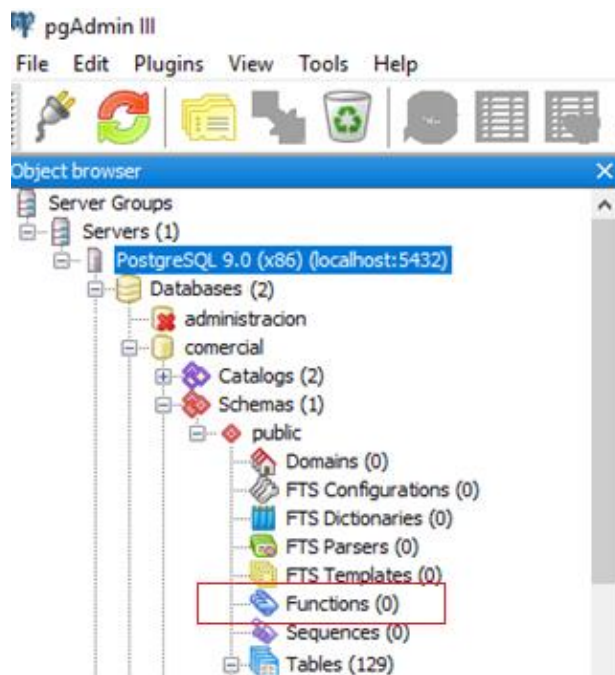 pgAdmin III
File Edit Plugins View Tools Help
Object browser
Server Groups
Servers (1)
PostgreSQL 9.0 (x86) (localhost:5432)
Databases (2)
administracion
comercial
Catalogs (2)
Schemas (1)
public
Domains (0)
FTS Configurations (0)
FTS Dictionaries (0)
FTS Parsers (0)
FTS Templates (0)
Functions (0)
Sequences (0)
Tables (129)